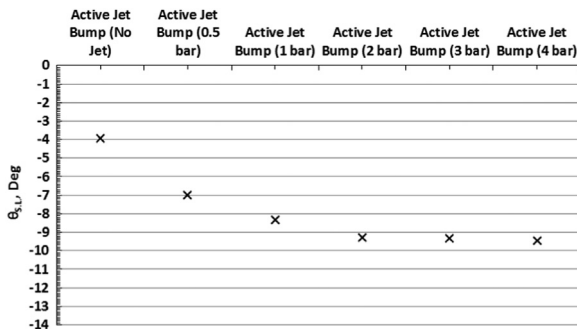 Active Jet
Bump (No
Jet)
Active Jet
Bump (0.5
bar)
Active Jet
Bump (1 bar)
Active Jet
Bump (2 bar)
Active Jet
Bump (3 bar)
Active Jet
Bump (4 bar)
0
-1
-2
-3
-4
-5
-6
-7
-8
-9
-10
-11
-12
-13
-14
θS.L, Deg